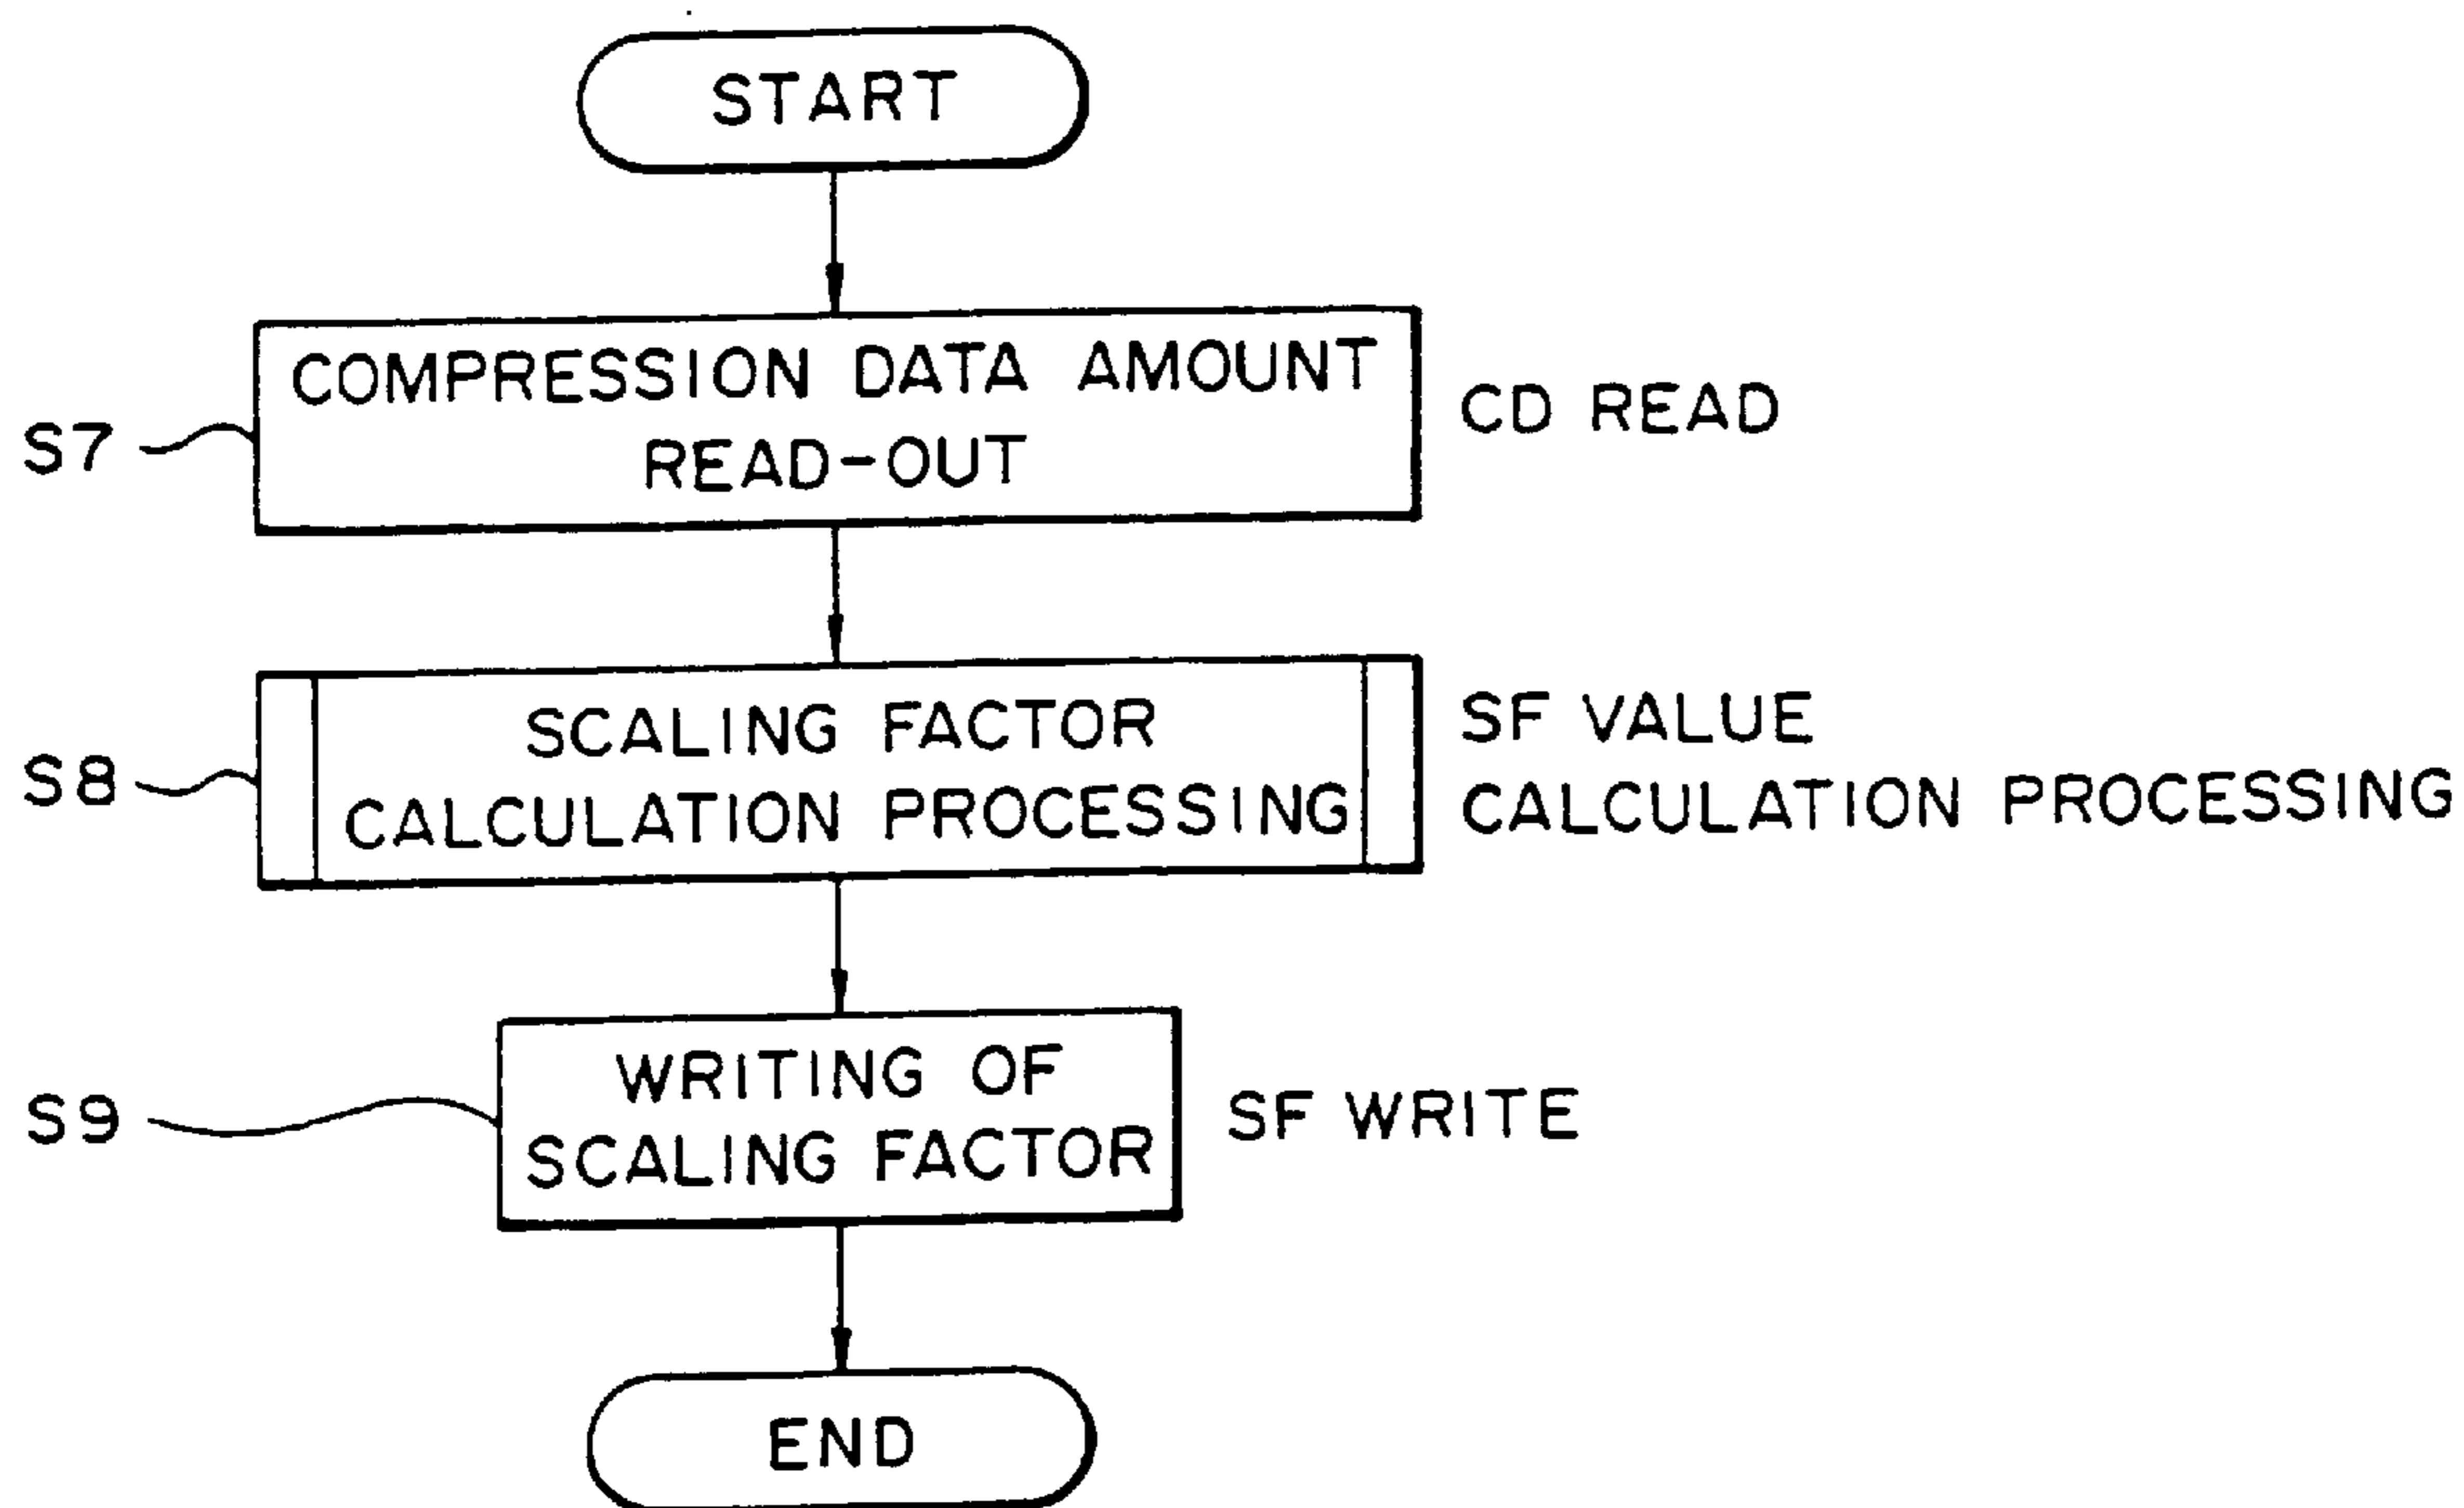 START
COMPRESSION DATA AMOUNT
READ-OUT
CD READ
S7
SCALING FACTOR
CALCULATION PROCESSING
SF VALUE
CALCULATION PROCESSING
S8
WRITING OF
SCALING FACTOR
SF WRITE
S9
END